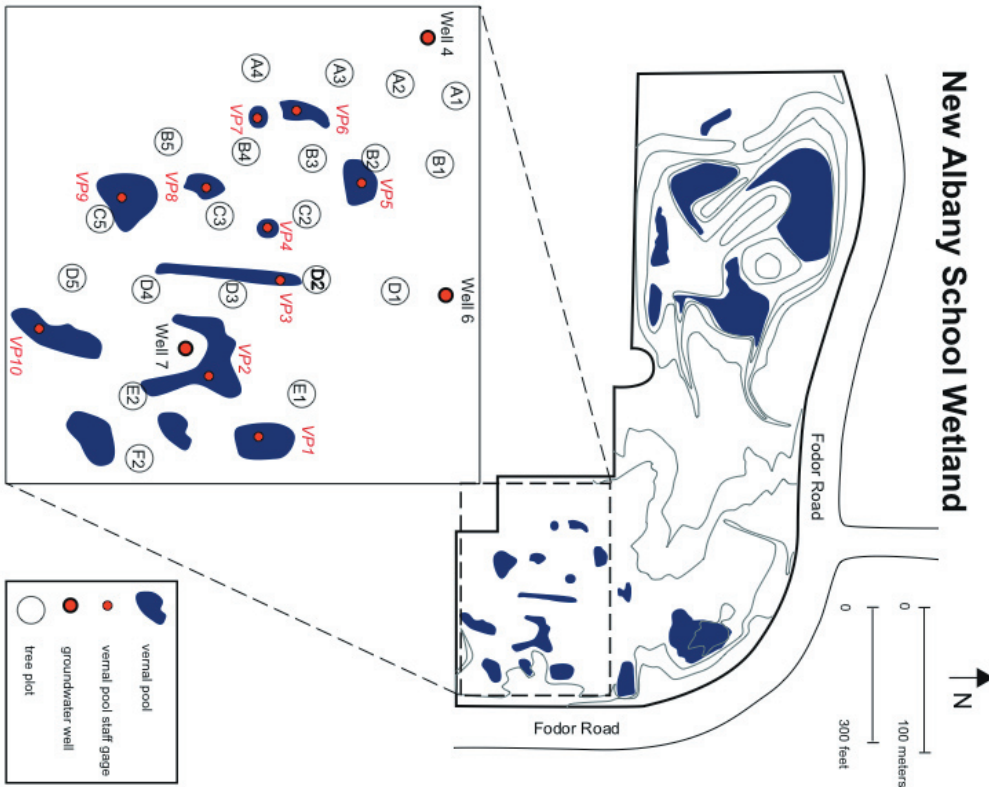 New Albany School Wetland
N
0
100 meters
0
300 feet
Fodor Road
Fodor Road
Well 4
A1
A2
A3
A4
VP6
VP7
B1
B2
B3
B4
B5
VP5
VP8
VP9
C2
C3
C5
VP4
Well 6
D1
D2
D3
D4
D5
VP3
Well 7
VP2
VP10
E1
E2
VP1
F2
vernal pool
vernal pool staff gage
groundwater well
tree plot